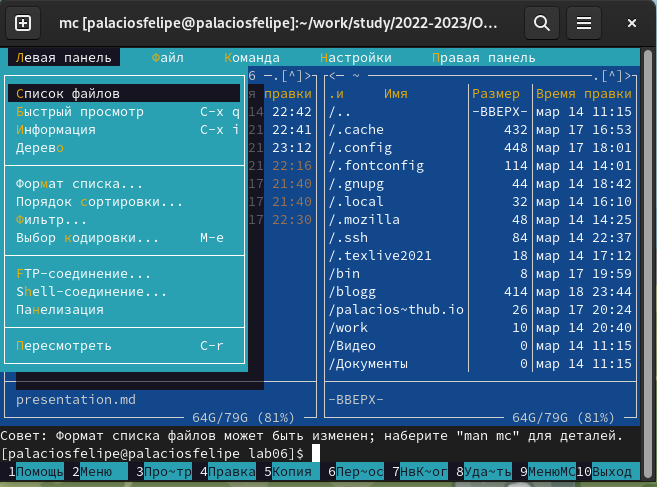 mc [palaciosfelipe@palaciosfelipe]:~/work/study/2022-2023/О...
Левая панель Файл Команда Настройки Правая панель
6 —.[^]> <— ~ —.[^]>
Список файлов я правки .и Имя Размер Время правки
Быстрый просмотр C-x q 14 22:42 /.. -ВВЕРХ- мар 14 11:15
Информация C-x i 21 22:41 /.cache 432 мар 17 16:53
Дерево 21 23:12 /.config 448 мар 17 18:01
21 22:16 /.fontconfig 114 мар 14 14:01
Формат списка... 17 21:40 /.gnupg 44 мар 14 18:42
Порядок сортировки... 17 21:40 /.local 32 мар 14 16:10
Фильтр... 17 22:30 /.mozilla 48 мар 14 14:25
Выбор кодировки... M-e /.ssh 84 мар 14 22:37
/.texlive2021 18 мар 14 17:12
FTP-соединение... /bin 8 мар 17 19:59
Shell-соединение... /blogg 414 мар 18 23:44
Панелизация /palacios~thub.io 26 мар 17 20:24
/work 10 мар 14 20:40
Пересмотреть C-r /Видео 0 мар 14 11:15
/Документы 0 мар 14 11:15
presentation.md -ВВЕРХ-
64G/79G (81%) 64G/79G (81%)
Совет: Формат списка файлов может быть изменен; наберите "man mc" для деталей.
[palaciosfelipe@palaciosfelipe lab06]$
1Помощь 2Меню 3Про~тр 4Правка 5Копия 6Пер~ос 7НвК~ог 8Уда~ть 9МенюМС 10Выход